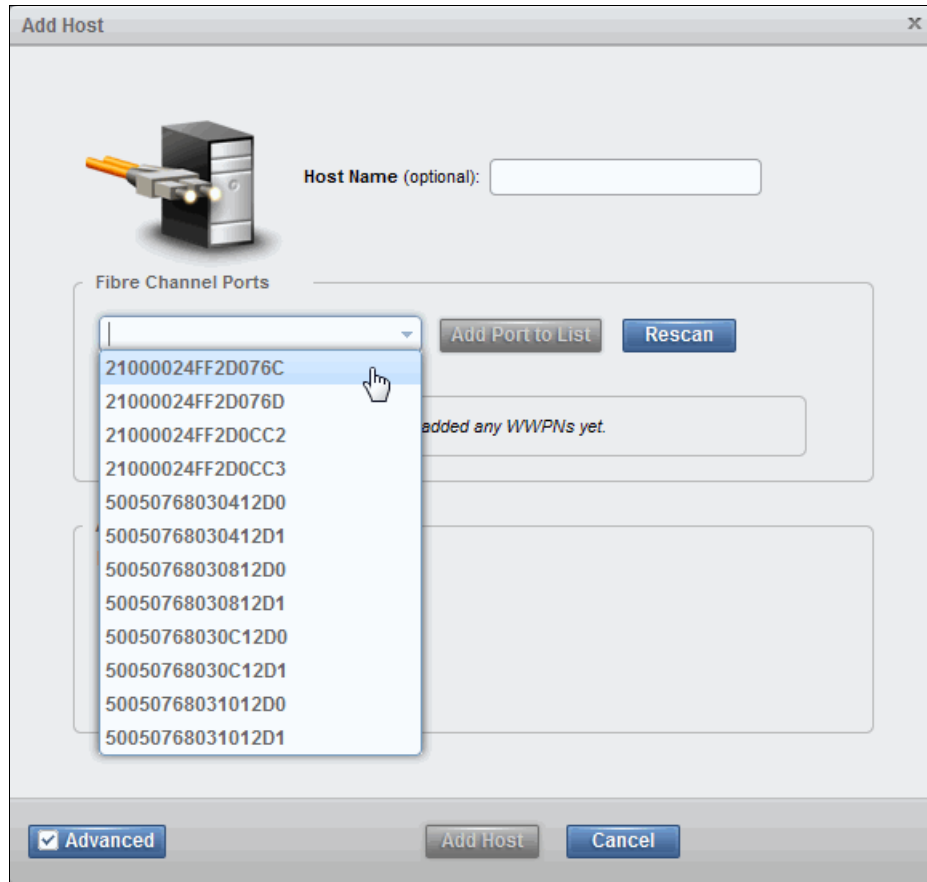 Add Host
Host Name (optional):
Fibre Channel Ports
Add Port to List Rescan
21000024FF2D076C
21000024FF2D076D
added any WWPNs yet.
21000024FF2D0CC2
21000024FF2D0CC3
50050768030412D0
50050768030412D1
50050768030812D0
50050768030812D1
50050768030C12D0
50050768030C12D1
50050768031012D0
50050768031012D1
Advanced Add Host Cancel